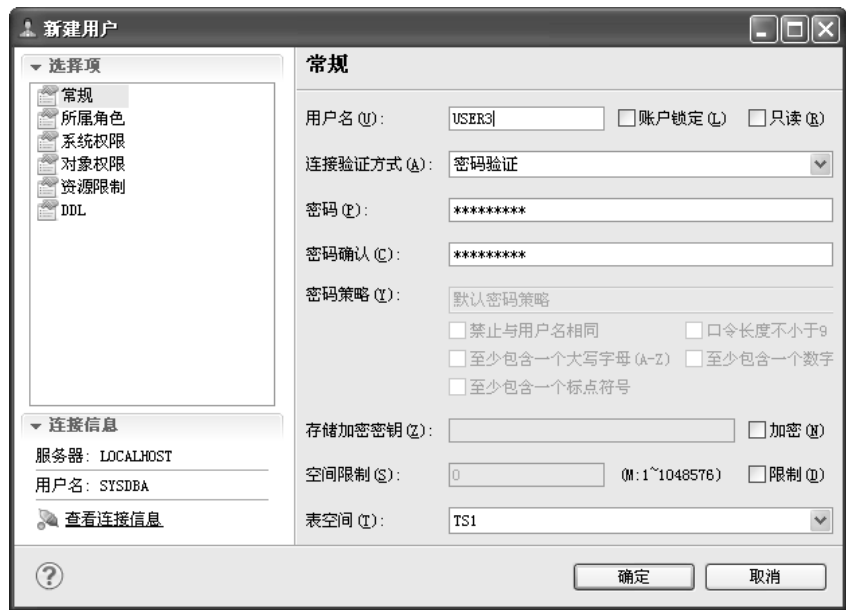 新建用户
选择项
常规
所属角色
系统权限
对象权限
资源限制
DDL
连接信息
服务器: LOCALHOST
用户名: SYSDBA
查看连接信息
常规
用户名(U): USER3 账户锁定(L) 只读(R)
连接验证方式(A): 密码验证
密码(P): *********
密码确认(C): *********
密码策略(Y): 默认密码策略
禁止与用户名相同 口令长度不小于9
至少包含一个大写字母(A-Z) 至少包含一个数字
至少包含一个标点符号
存储加密密钥(Z): 加密(N)
空间限制(S): 0 (M:1~1048576) 限制(D)
表空间(T): TS1
确定 取消